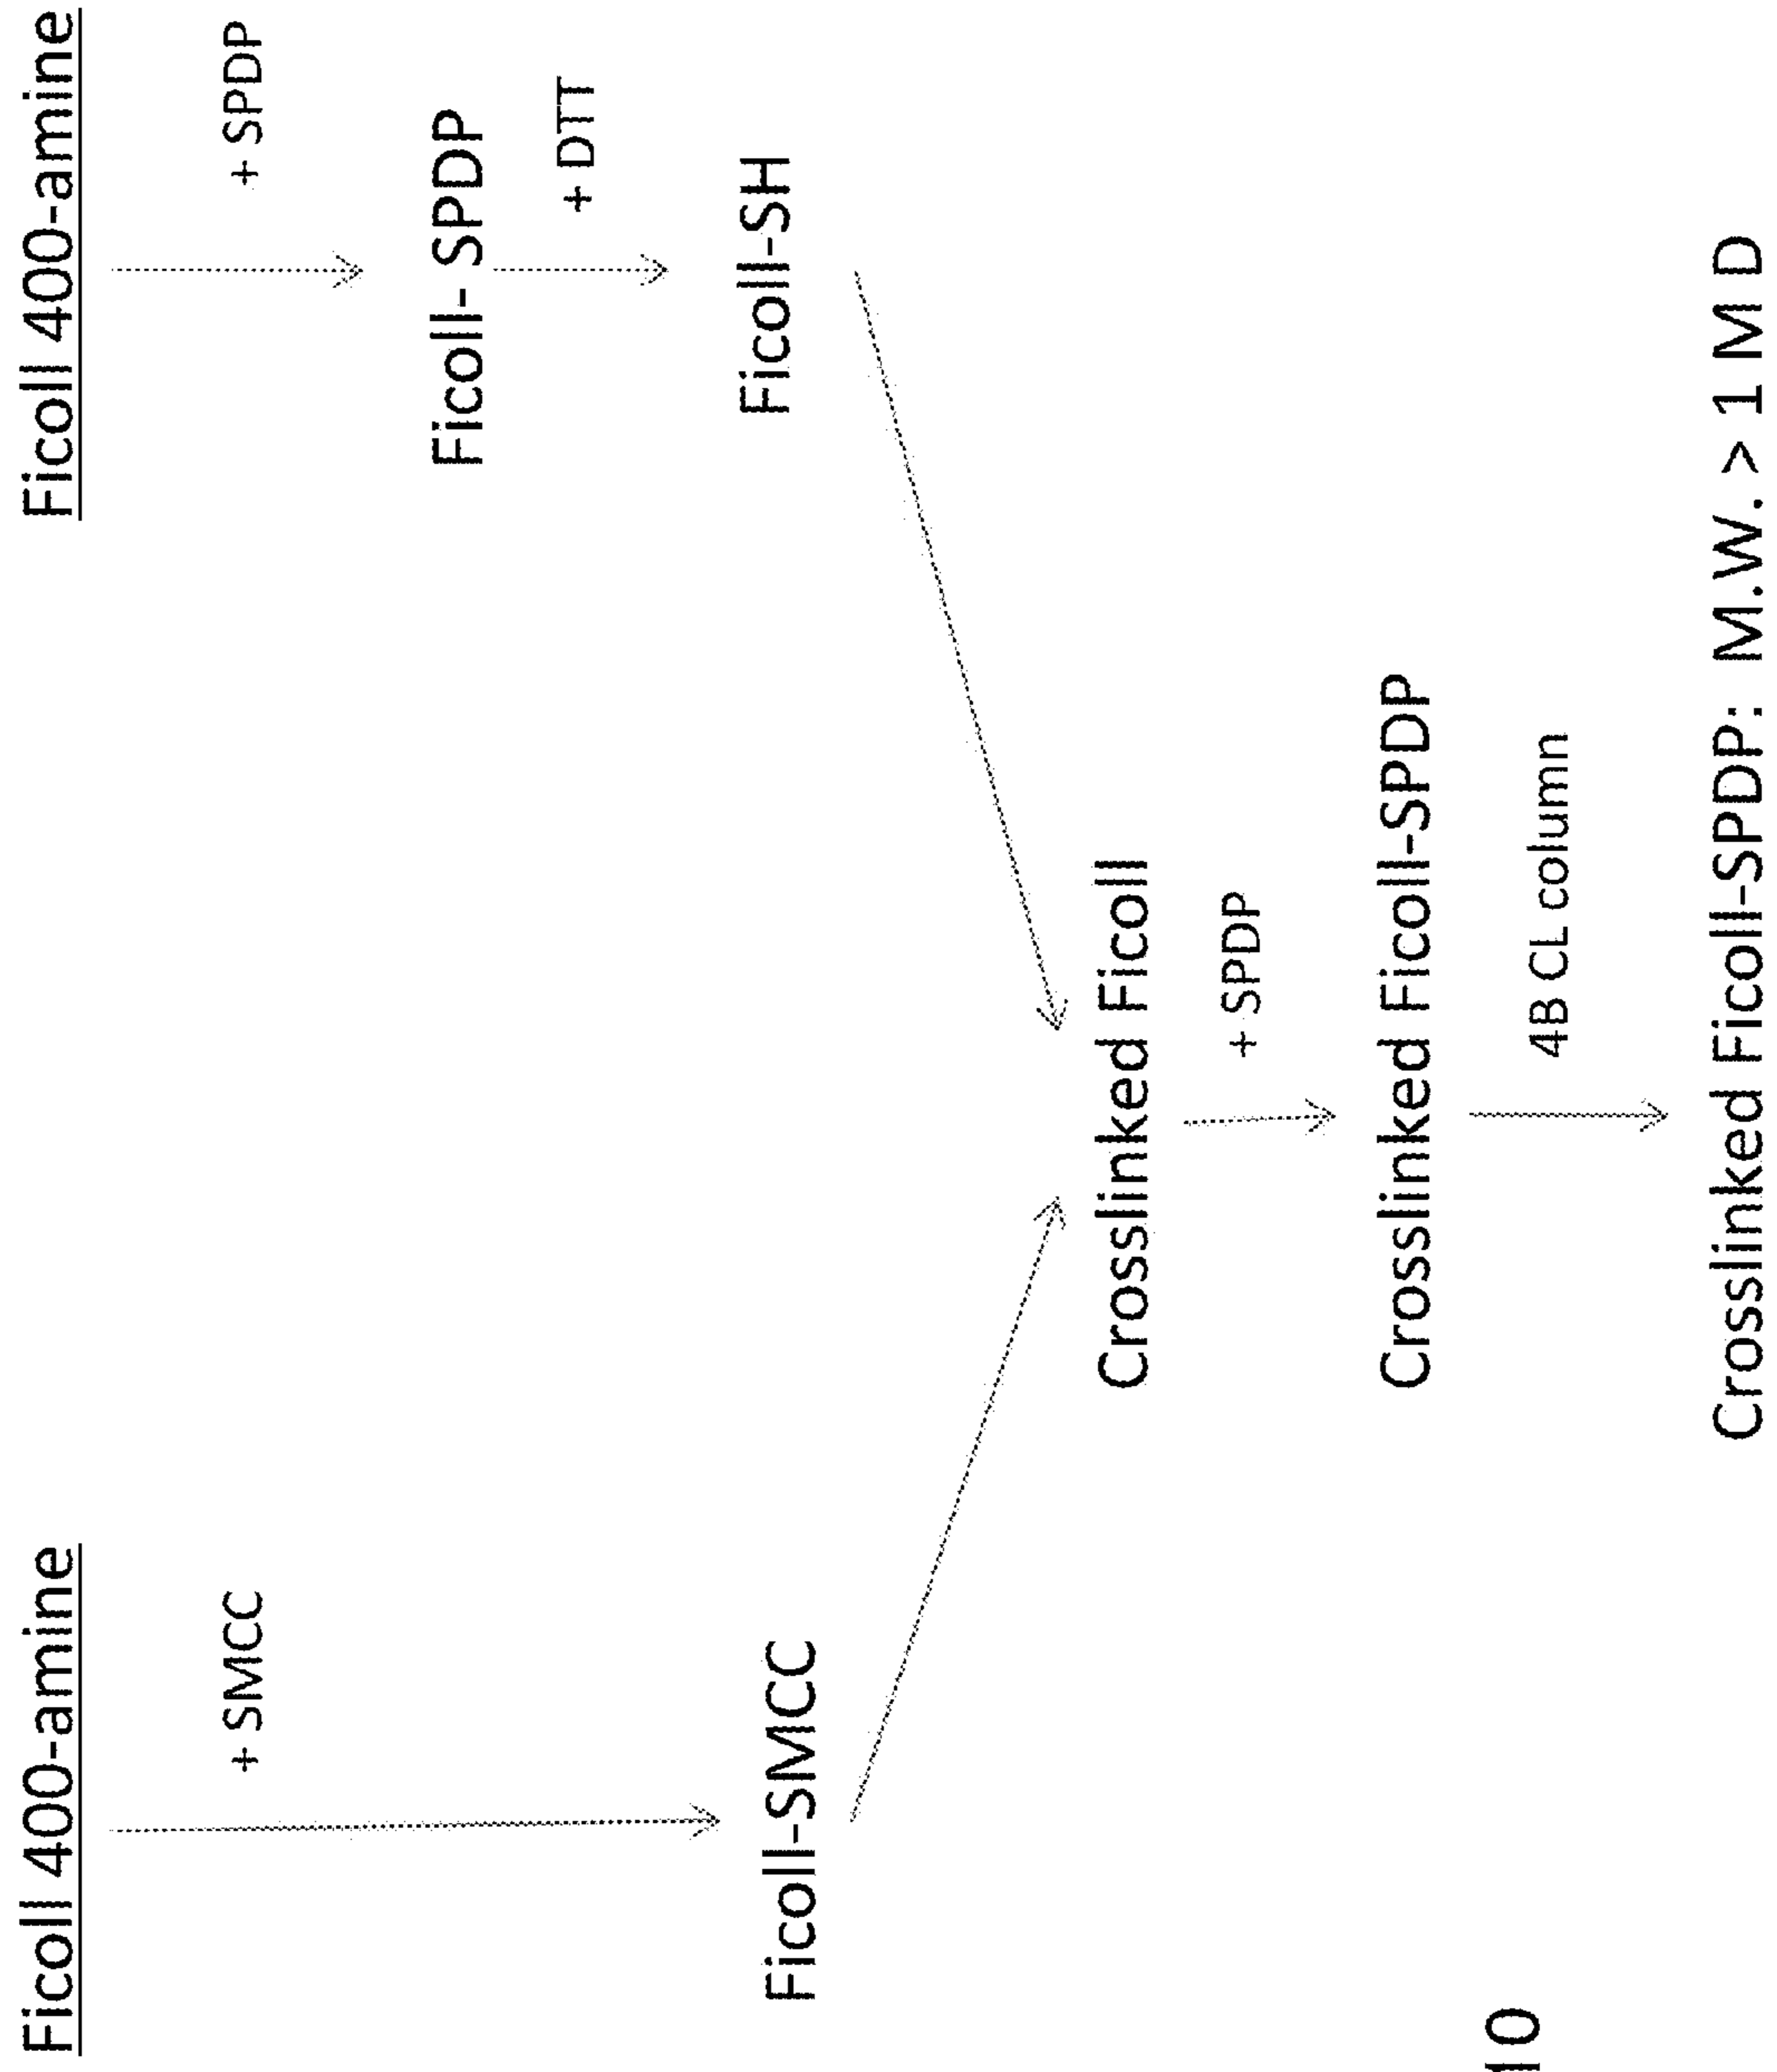 Ficoll 400-amine
Ficoll 400-amine
+ SMCC
+ SPDP
Ficoll- SPDP
+ DTT
Ficoll-SMCC
Ficoll-SH
Crosslinked Ficoll
+ SPDP
Crosslinked Ficoll-SPDP
4B CL column
Crosslinked Ficoll-SPDP: M.W. > 1 M D